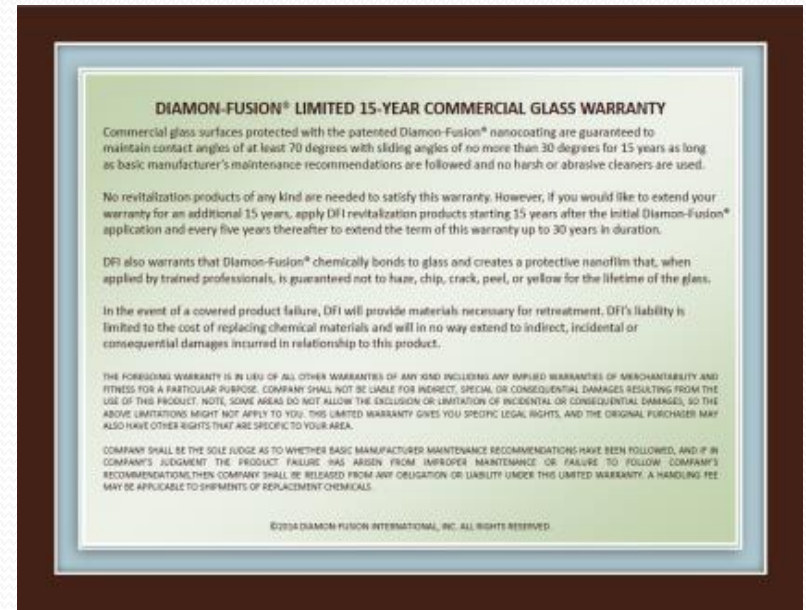 DIAMON-FUSION® LIMITED 15-YEAR COMMERCIAL GLASS WARRANTY
Commercial glass surfaces protected with the patented Diamon-Fusion® nanocoating are guaranteed to
maintain contact angles of at least 70 degrees with sliding angles of no more than 30 degrees for 15 years as long
as basic manufacturer's maintenance recommendations are followed and no harsh or abrasive cleaners are used.
No revitalization products of any kind are needed to satisfy this warranty. However, if you would like to extend your
warranty for an additional 15 years, apply DFI revitalization products starting 15 years after the initial Diamon-Fusion®
application and every five years thereafter to extend the term of this warranty up to 30 years in duration.
DFI also warrants that Diamon-Fusion® chemically bonds to glass and creates a protective nanofilm that, when
applied by trained professionals, is guaranteed not to haze, chip, crack, peel, or yellow for the lifetime of the glass.
In the event of a covered product failure, DFI will provide materials necessary for retreatment. DFI's liability is
limited to the cost of replacing chemical materials and will in no way extend to indirect, incidental or
consequential damages incurred in relationship to this product.
THE FOREGOING WARRANTY IS IN LIEU OF ALL OTHER WARRANTIES OF ANY KIND INCLUDING ANY IMPLIED WARRANTIES OF MERCHANTABILITY AND
FITNESS FOR A PARTICULAR PURPOSE. COMPANY SHALL NOT BE LIABLE FOR INDIRECT, SPECIAL OR CONSEQUENTIAL DAMAGES RESULTING FROM THE
USE OF THIS PRODUCT. NOTE, SOME AREAS DO NOT ALLOW THE EXCLUSION OR LIMITATION OF INCIDENTAL OR CONSEQUENTIAL DAMAGES, SO THE
ABOVE LIMITATIONS MIGHT NOT APPLY TO YOU. THIS LIMITED WARRANTY GIVES YOU SPECIFIC LEGAL RIGHTS, AND THE ORIGINAL PURCHASER MAY
ALSO HAVE OTHER RIGHTS THAT ARE SPECIFIC TO YOUR AREA.
COMPANY SHALL BE THE SOLE JUDGE AS TO WHETHER BASIC MANUFACTURER MAINTENANCE RECOMMENDATIONS HAVE BEEN FOLLOWED, AND IF IN
COMPANY'S JUDGMENT THE PRODUCT FAILURE HAS ARISEN FROM IMPROPER MAINTENANCE OR FAILURE TO FOLLOW COMPANY'S
RECOMMENDATIONS,THEN COMPANY SHALL BE RELEASED FROM ANY OBLIGATION OR LIABILITY UNDER THIS LIMITED WARRANTY. A HANDLING FEE
MAY BE APPLICABLE TO SHIPMENTS OF REPLACEMENT CHEMICALS.
©2014 DIAMON-FUSION INTERNATIONAL, INC. ALL RIGHTS RESERVED.